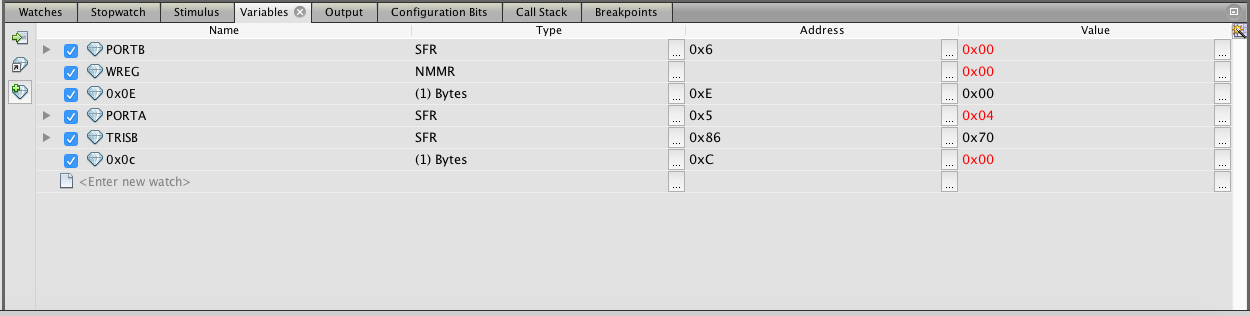 Watches Stopwatch Stimulus Variables Output Configuration Bits Call Stack Breakpoints
Name Type Address Value
PORTB SFR ... 0x6 ... 0x00 ...
WREG NMMR ... ... 0x00 ...
0x0E (1) Bytes ... 0xE ... 0x00 ...
PORTA SFR ... 0x5 ... 0x04 ...
TRISB SFR ... 0x86 ... 0x70 ...
0x0c (1) Bytes ... 0xC ... 0x00 ...
<Enter new watch> ... ... ...